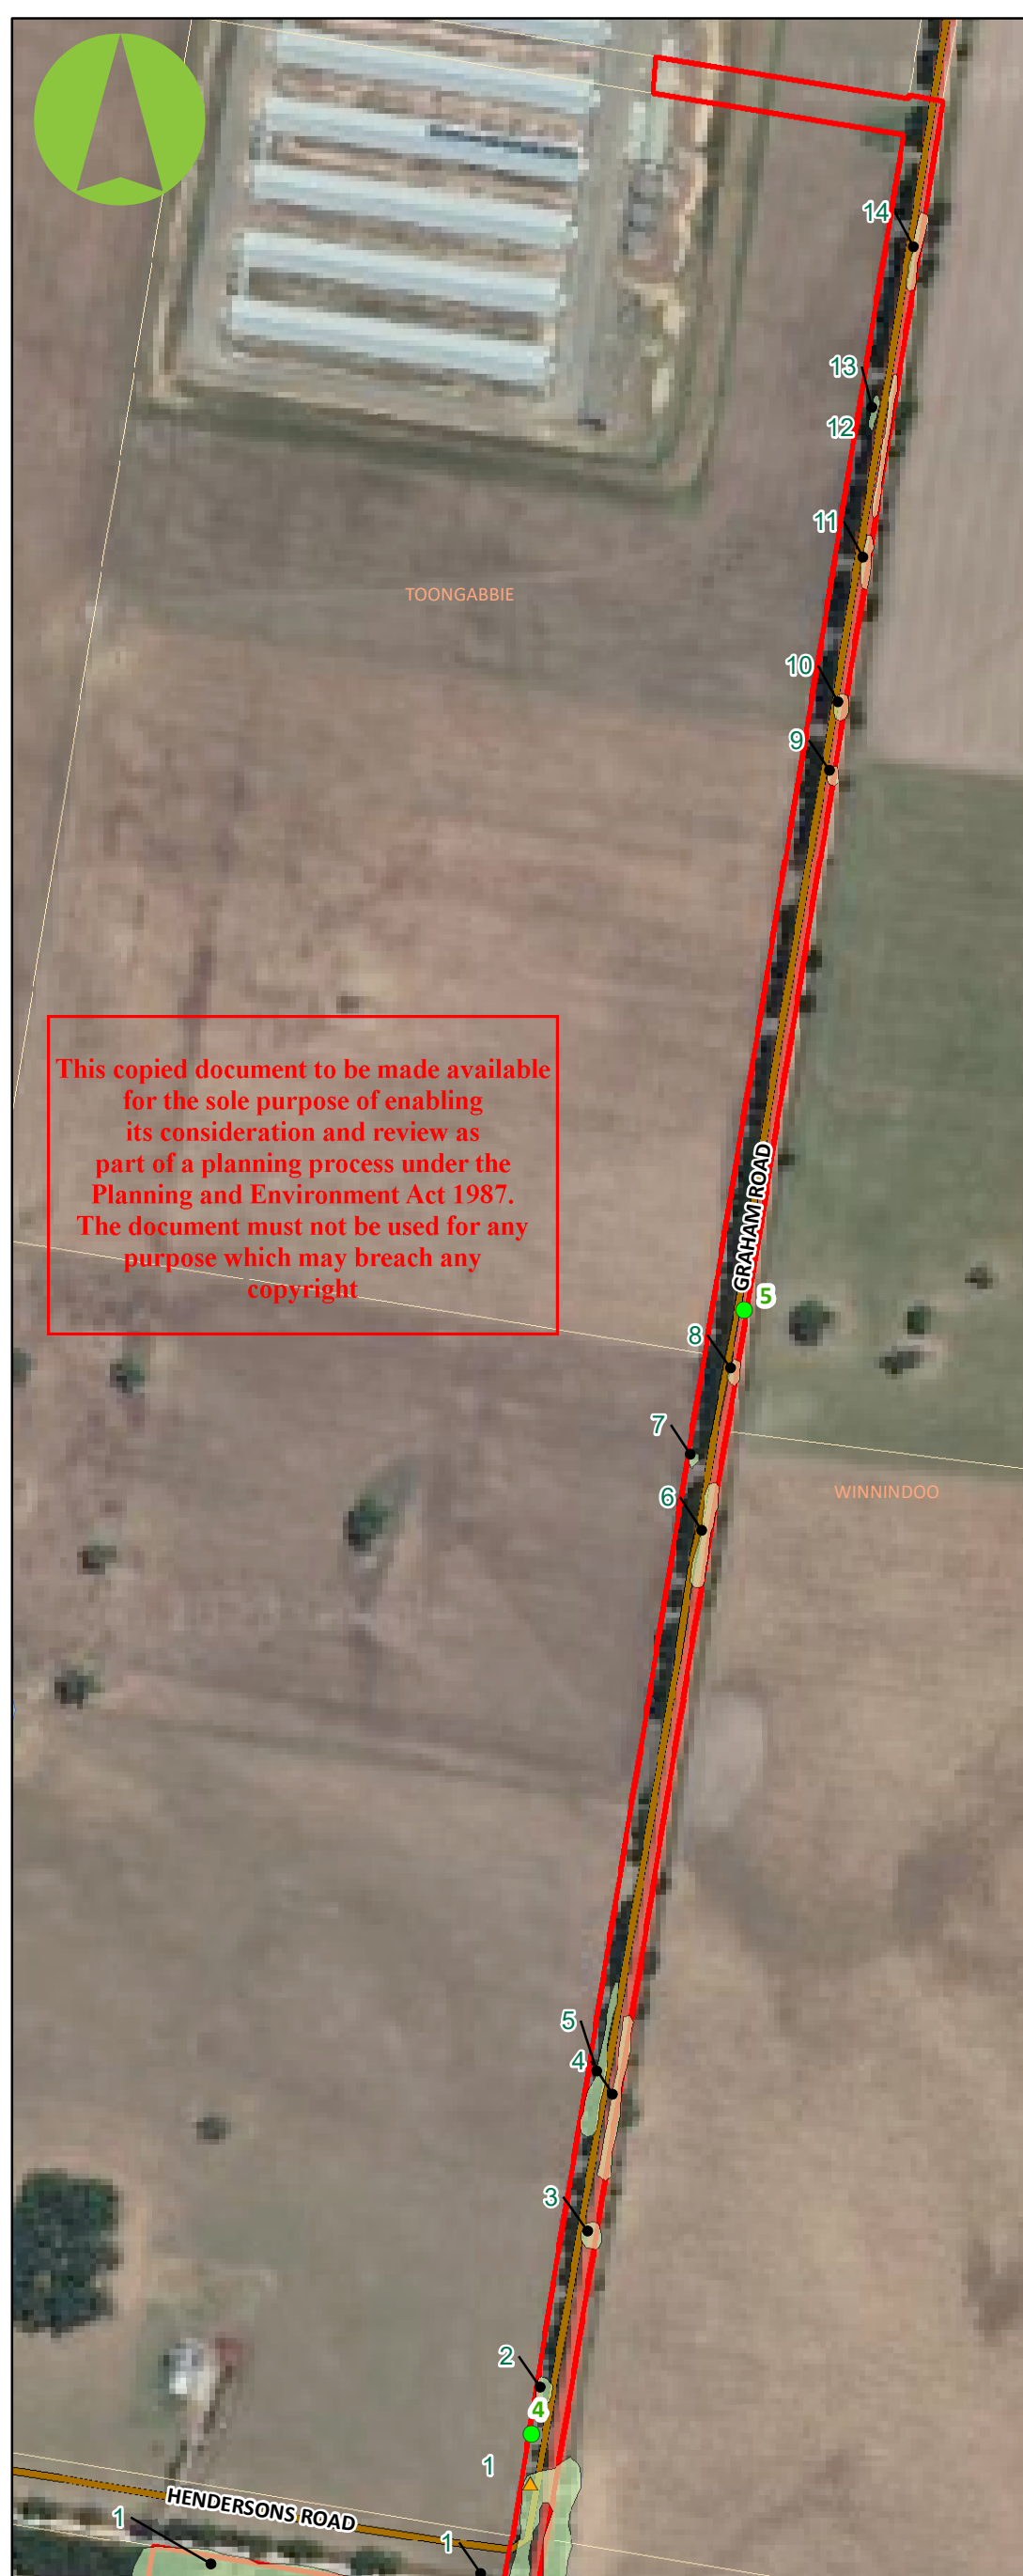 14
13
12
11
TOONGABBIE
10
9
This copied document to be made available
for the sole purpose of enabling
its consideration and review as
part of a planning process under the
Planning and Environment Act 1987.
The document must not be used for any
purpose which may breach any
copyright
GRAHAM ROAD
5
8
7
6
WINNINDOO
5
4
3
2
4
1
HENDERSONS ROAD
1
1